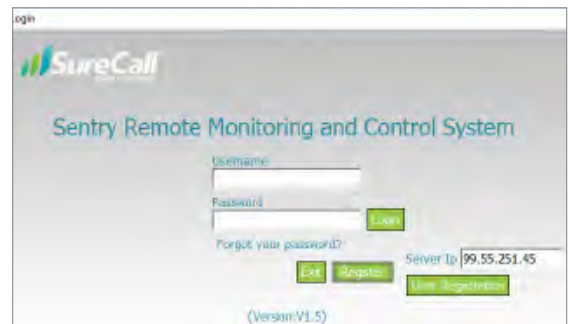 ogin
SureCall
Sentry Remote Monitoring and Control System
Username
Password
Login
Forgot your password?
Server Ip 99.55.251.45
Exit Register
User Registration
(Version:V1.5)